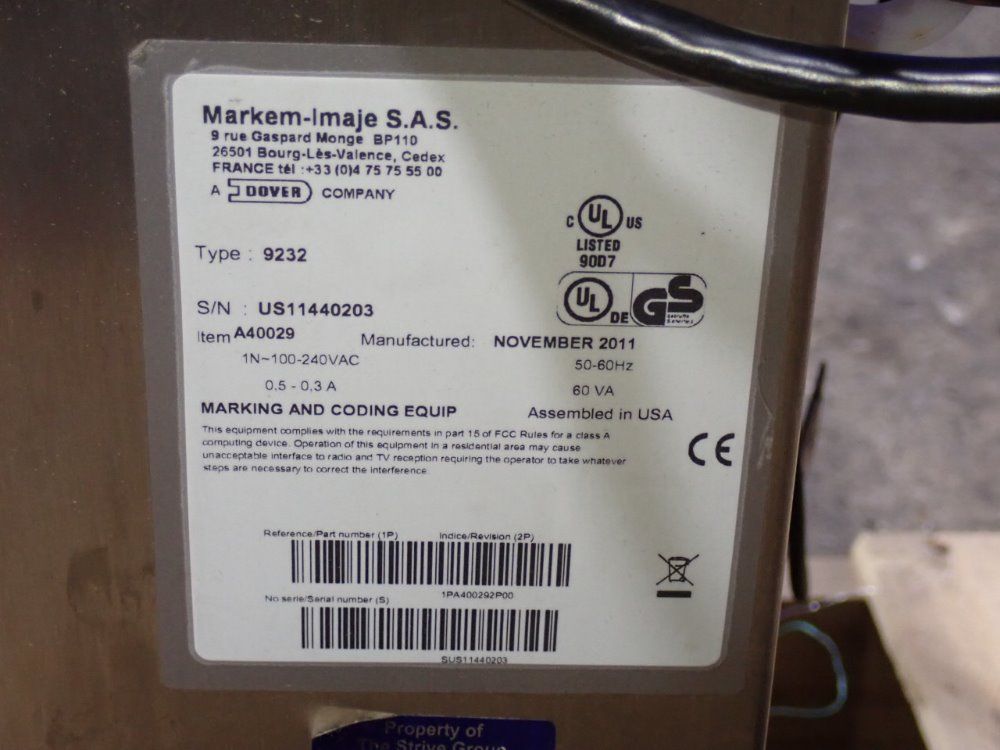 Markem-Imaje S.A.S.
9 rue Gaspard Monge BP110
26501 Bourg-Lès-Valence, Cedex
FRANCE tél :+33 (0)4 75 75 55 00
A DOVER COMPANY
C UL US
LISTED
90D7
Type : 9232
UL DE GS
S/N : US11440203
Item A40029 Manufactured: NOVEMBER 2011
1N~100-240VAC 50-60Hz
0.5 - 0,3 A 60 VA
MARKING AND CODING EQUIP Assembled in USA
This equipment complies with the requirements in part 15 of FCC Rules for a class A
computing device. Operation of this equipment in a residential area may cause
unacceptable interface to radio and TV reception requiring the operator to take whatever
steps are necessary to correct the interference.
CE
Reference/Part number (1P) Indice/Revision (2P)
1PA400292P00
No serie/Serial number (S)
SUS11440203
Property of
The Strive Group